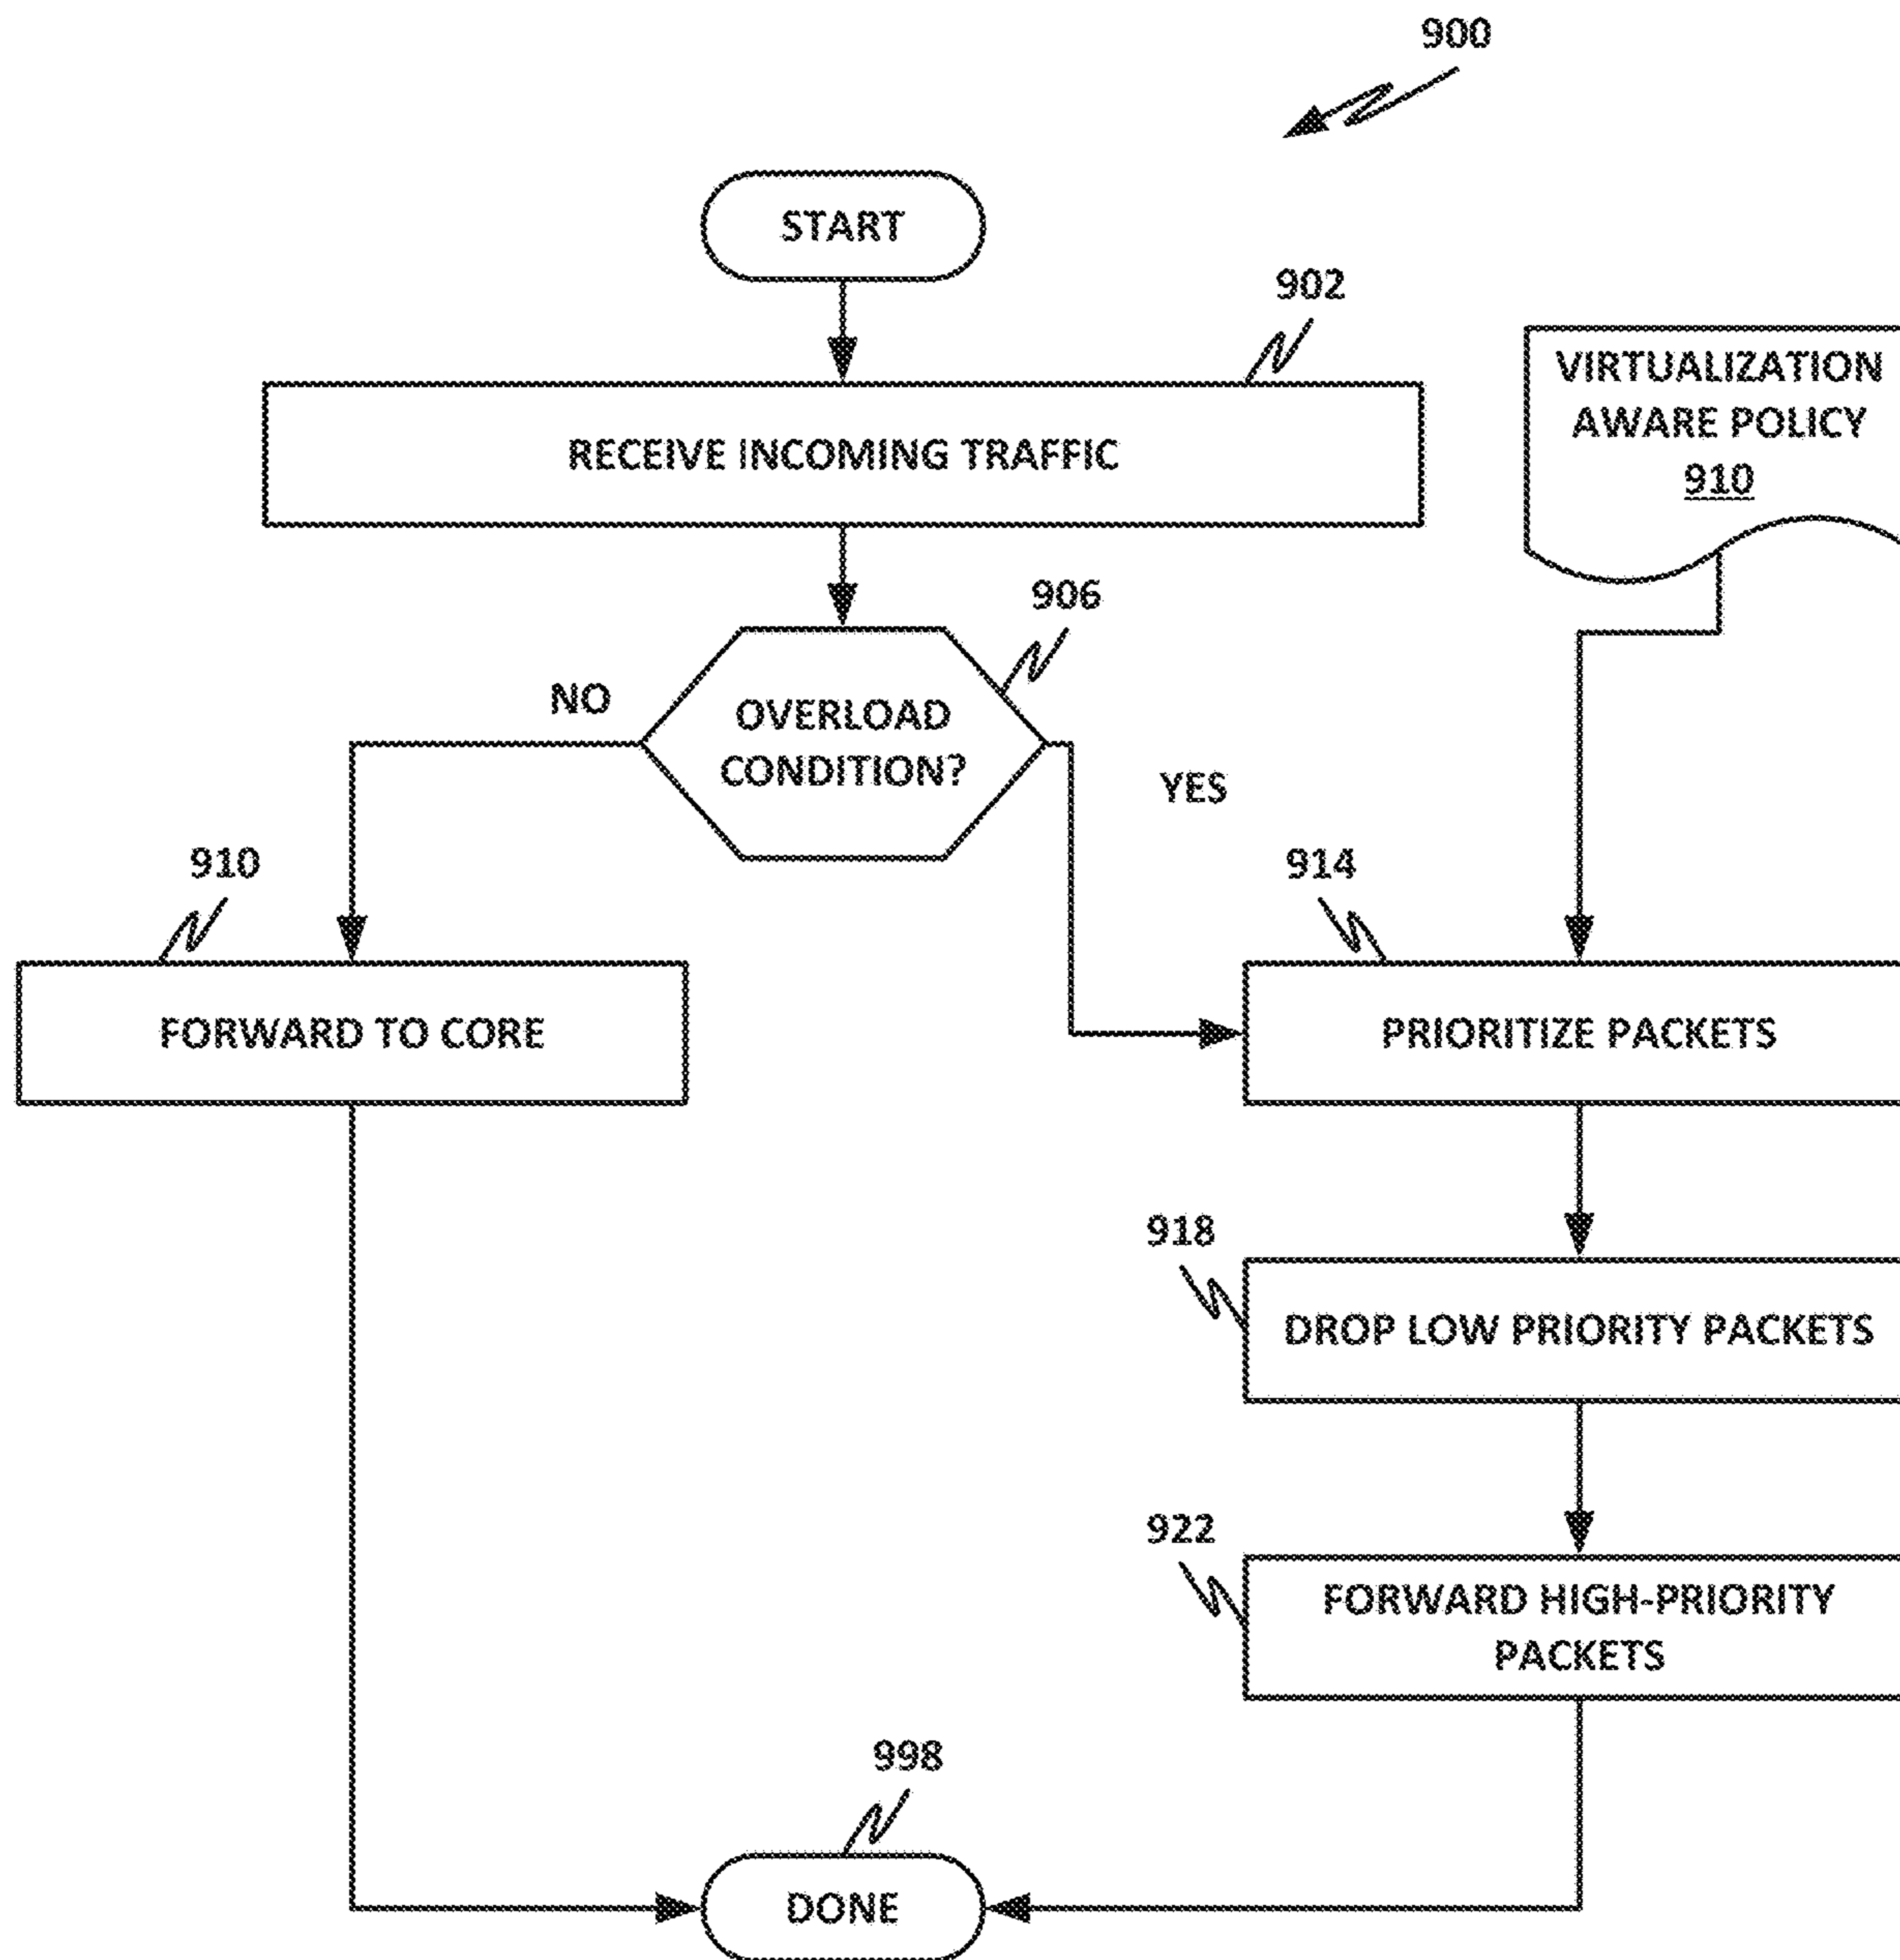 900
START
902
RECEIVE INCOMING TRAFFIC
VIRTUALIZATION
AWARE POLICY
910
906
OVERLOAD
CONDITION?
NO
YES
910
FORWARD TO CORE
914
PRIORITIZE PACKETS
918
DROP LOW PRIORITY PACKETS
922
FORWARD HIGH-PRIORITY
PACKETS
998
DONE